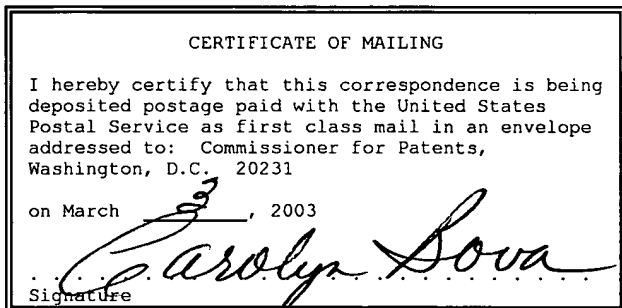 CERTIFICATE OF MAILING
I hereby certify that this correspondence is being
deposited postage paid with the United States
Postal Service as first class mail in an envelope
addressed to: Commissioner for Patents,
Washington, D.C. 20231
on March 3, 2003
Carolyn Bova
Signature